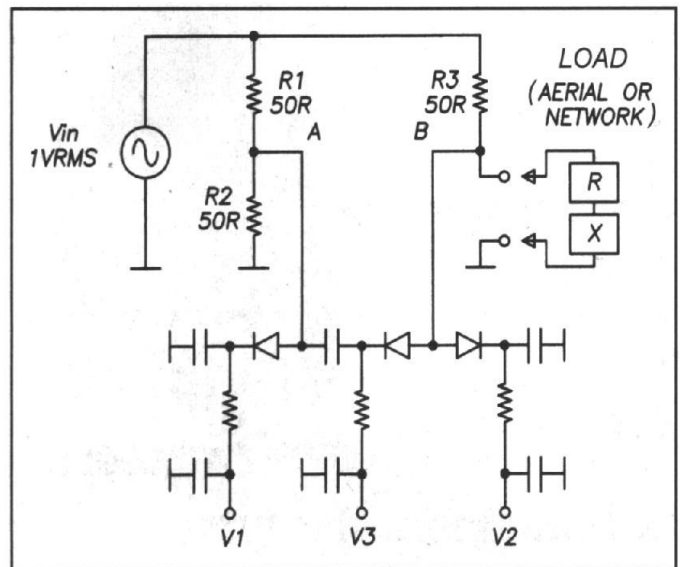 R1
50R
A
R3
50R
B
LOAD
(AERIAL OR
NETWORK)
Vin
1VRMS
R2
50R
R
X
V1
V3
V2